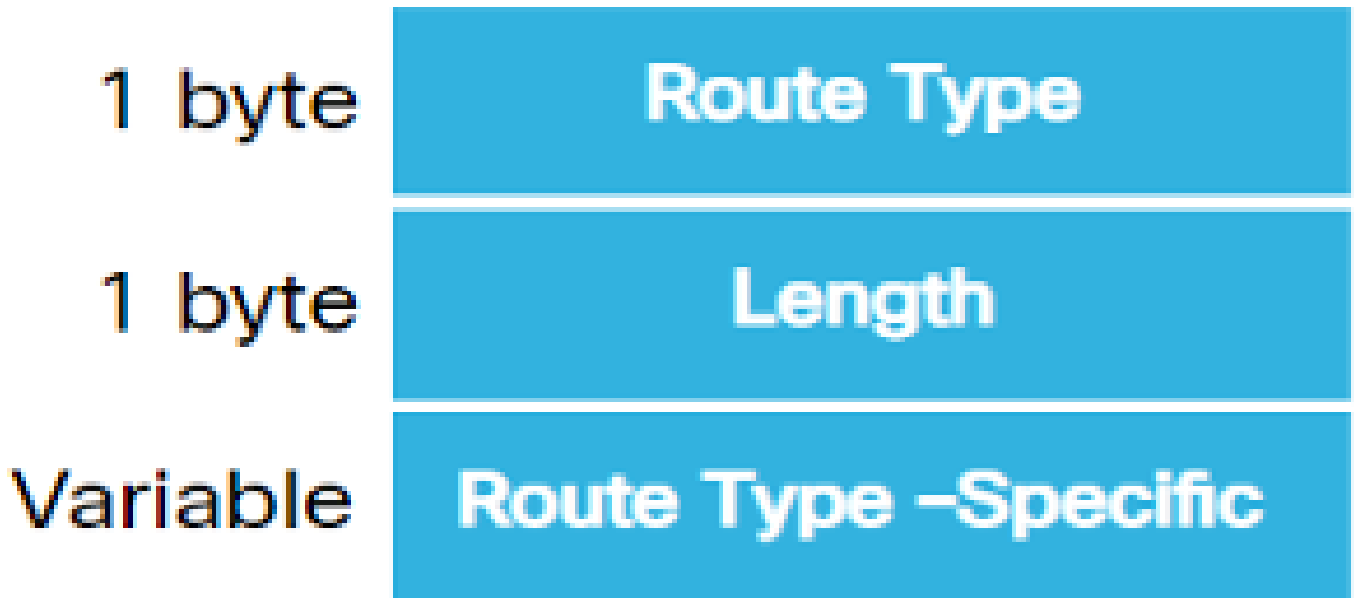 1 byte Route Type
1 byte Length
Variable Route Type –Specific